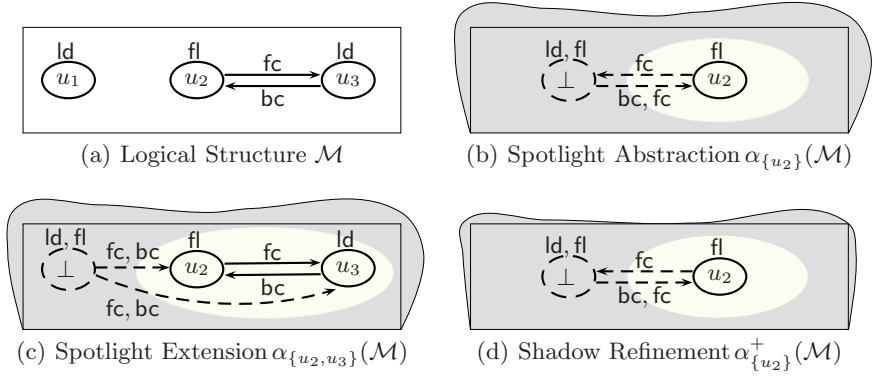 ld fl ld
u₁ u₂ fc u₃
bc
(a) Logical Structure ℳ
ld, fl fl
⊥ fc u₂
bc, fc
(b) Spotlight Abstraction α_{u₂}(ℳ)
ld, fl fl ld
⊥ fc, bc u₂ fc u₃
bc
fc, bc
(c) Spotlight Extension α_{u₂,u₃}(ℳ)
ld, fl fl
⊥ fc u₂
bc, fc
(d) Shadow Refinement α⁺_{u₂}(ℳ)